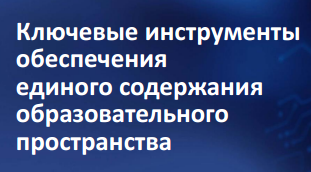 Ключевые инструменты
обеспечения
единого содержания
образовательного
пространства